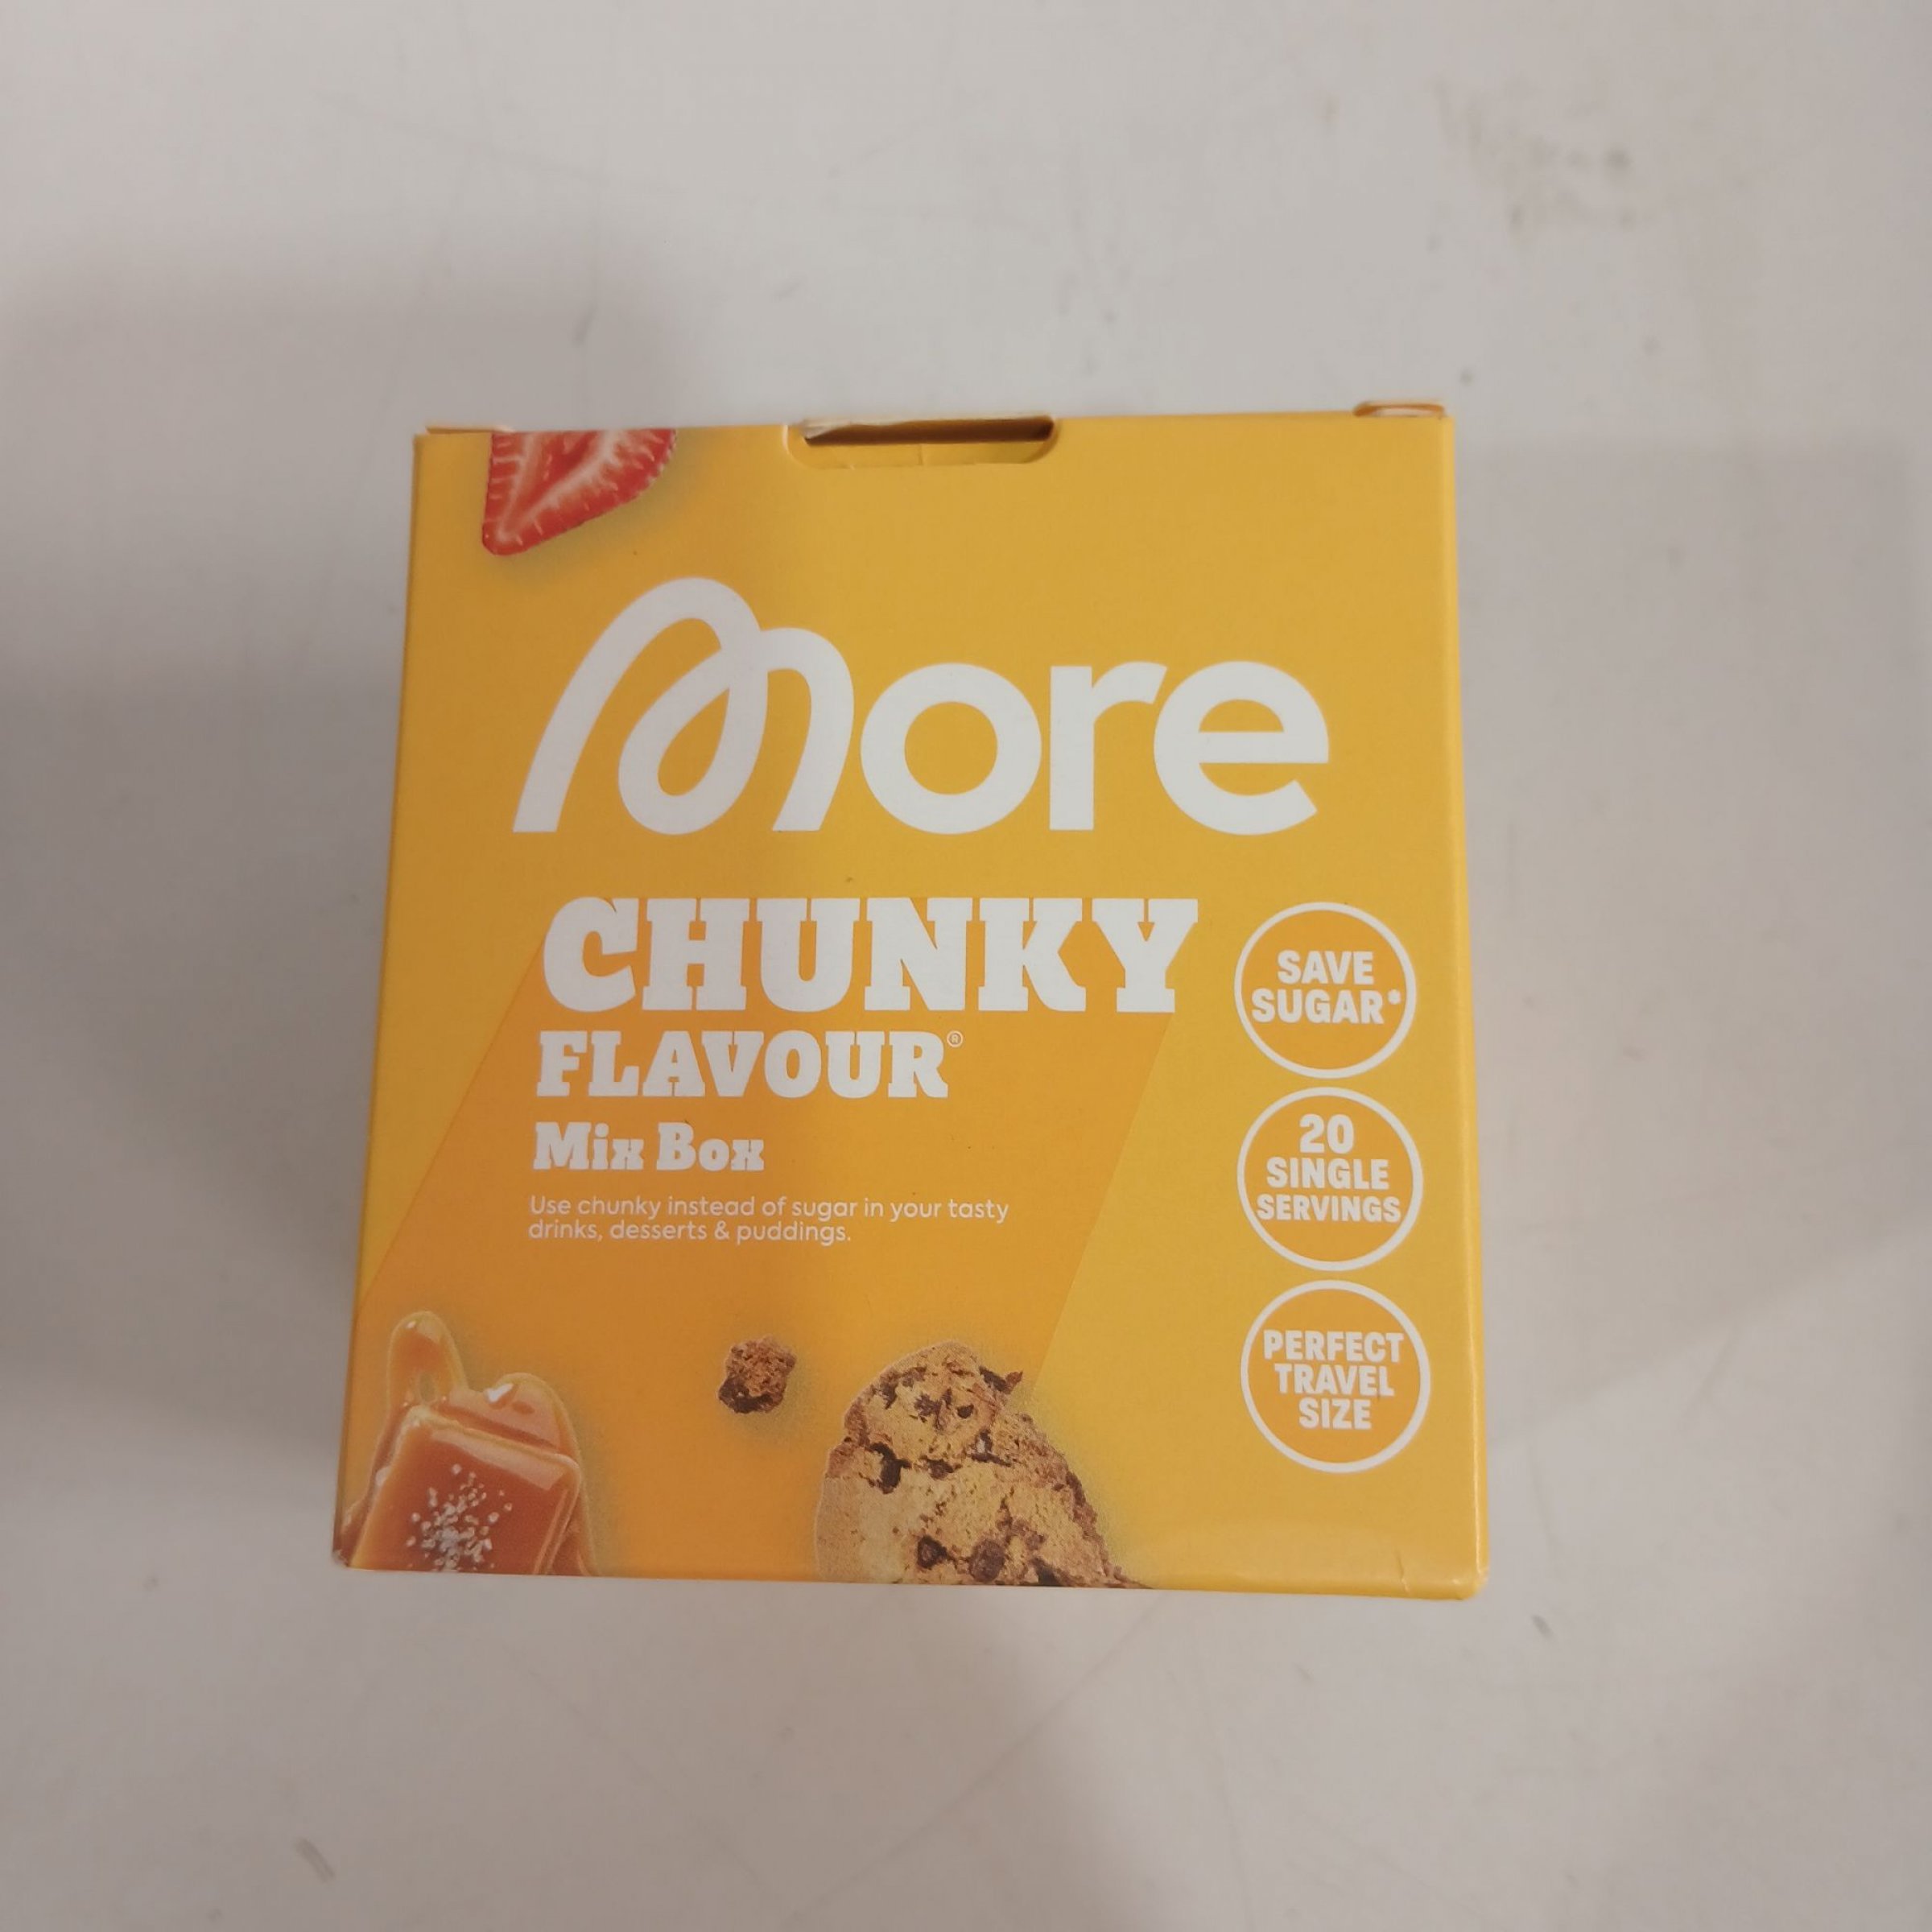 More
CHUNKY
FLAVOUR®
Mix Box
Use chunky instead of sugar in your tasty
drinks, desserts & puddings.
SAVE
SUGAR*
20
SINGLE
SERVINGS
PERFECT
TRAVEL
SIZE